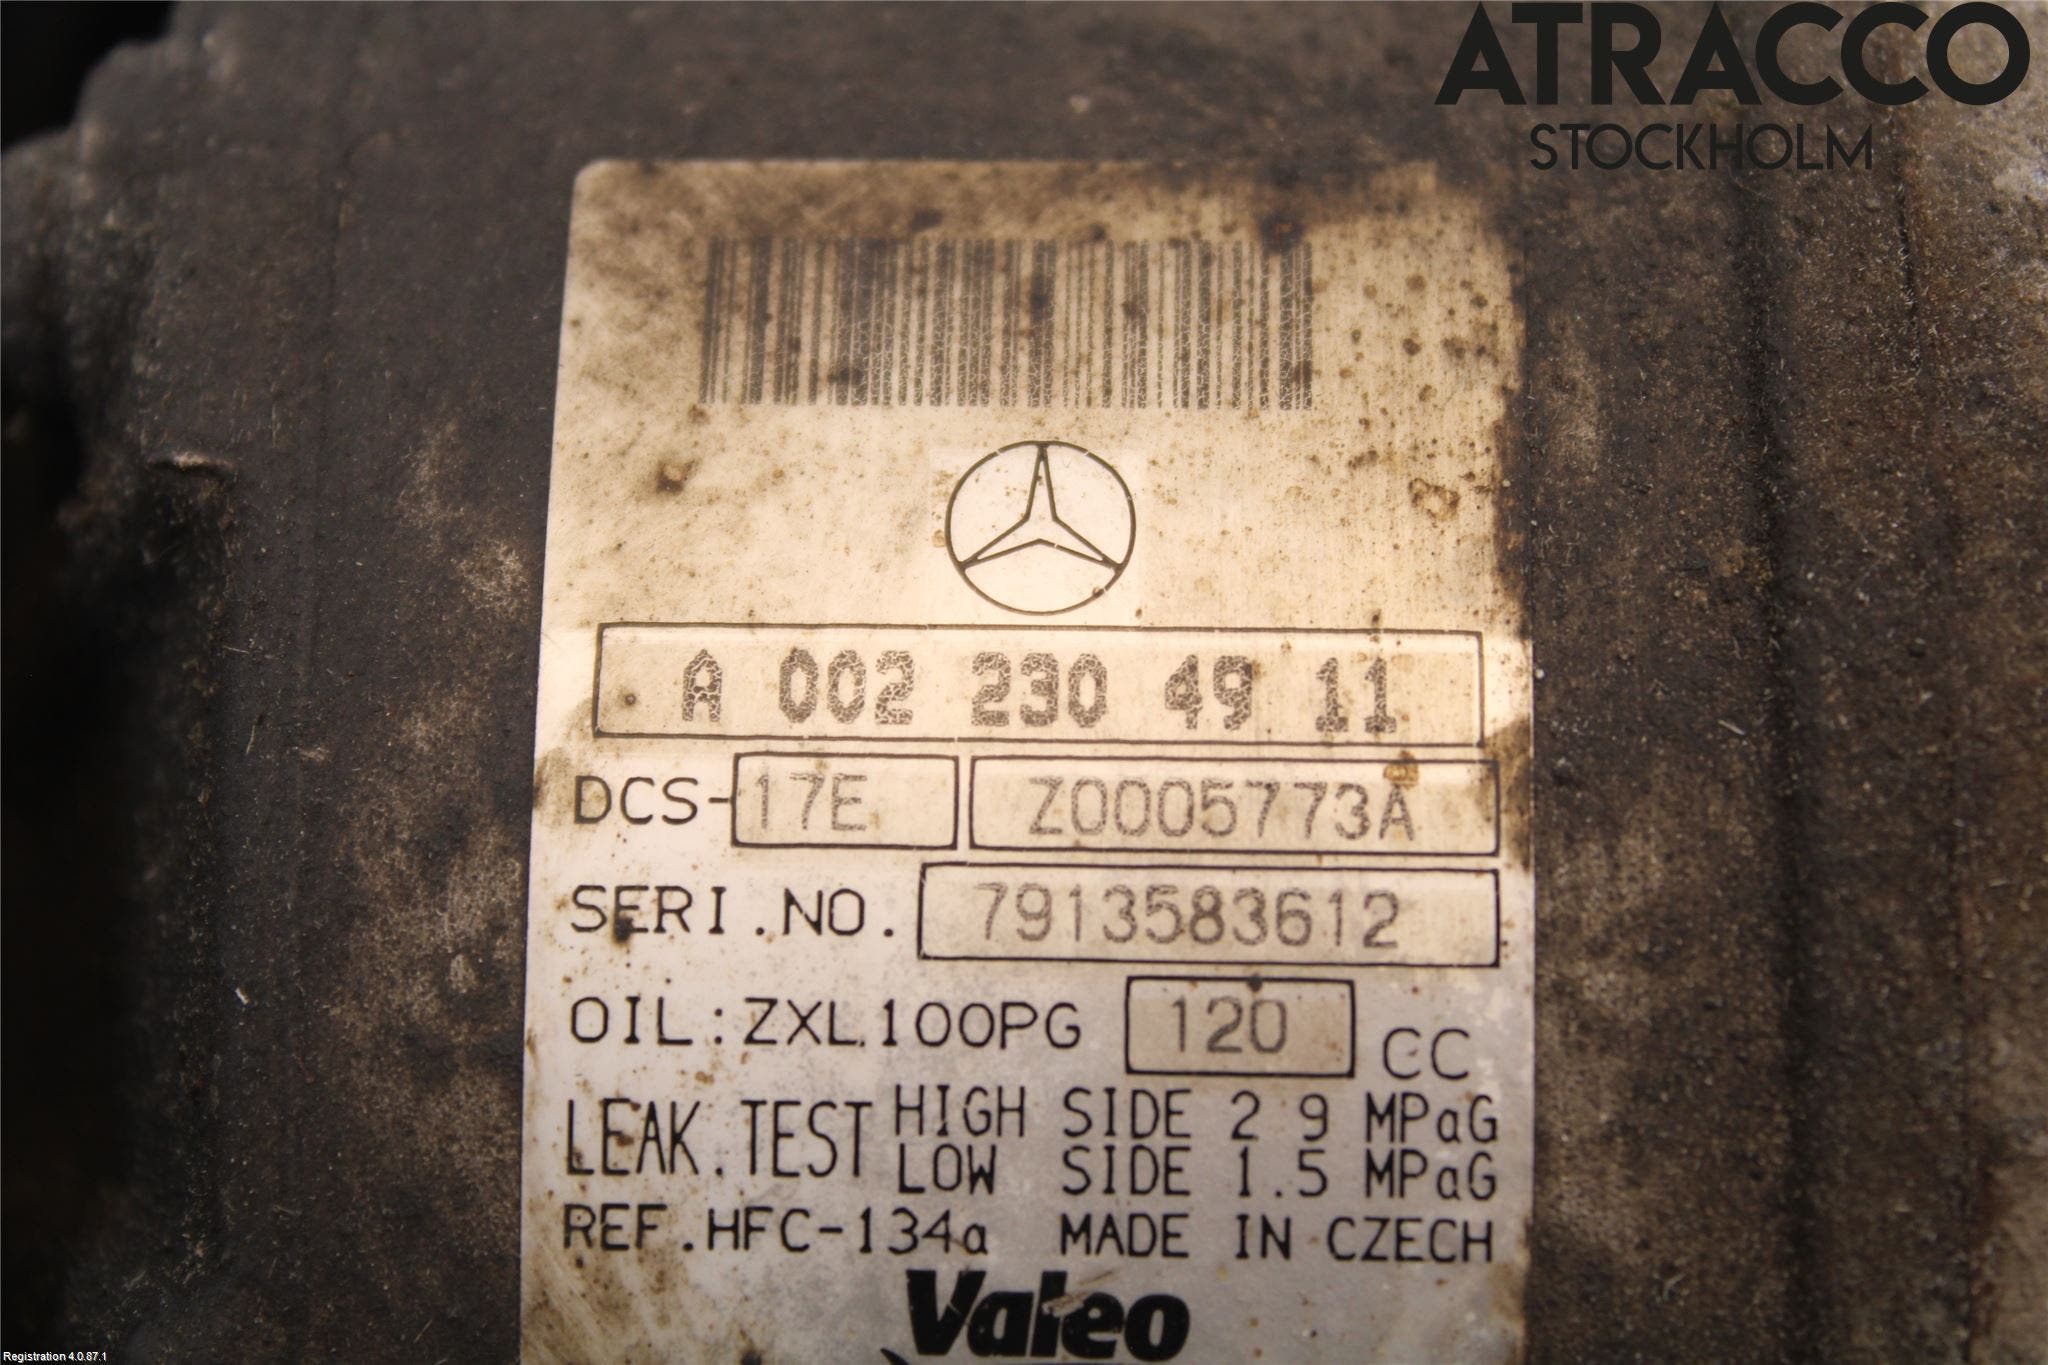 ATRACCO
STOCKHOLM
A 002 230 49 11
DCS-17E Z0005773A
SERI.NO. 7913583612
OIL:ZXL100PG 120 CC
LEAK.TEST HIGH SIDE 2 9 MPaG
LOW SIDE 1.5 MPaG
REF.HFC-134a MADE IN CZECH
Valeo
Registration 4.0.87.1